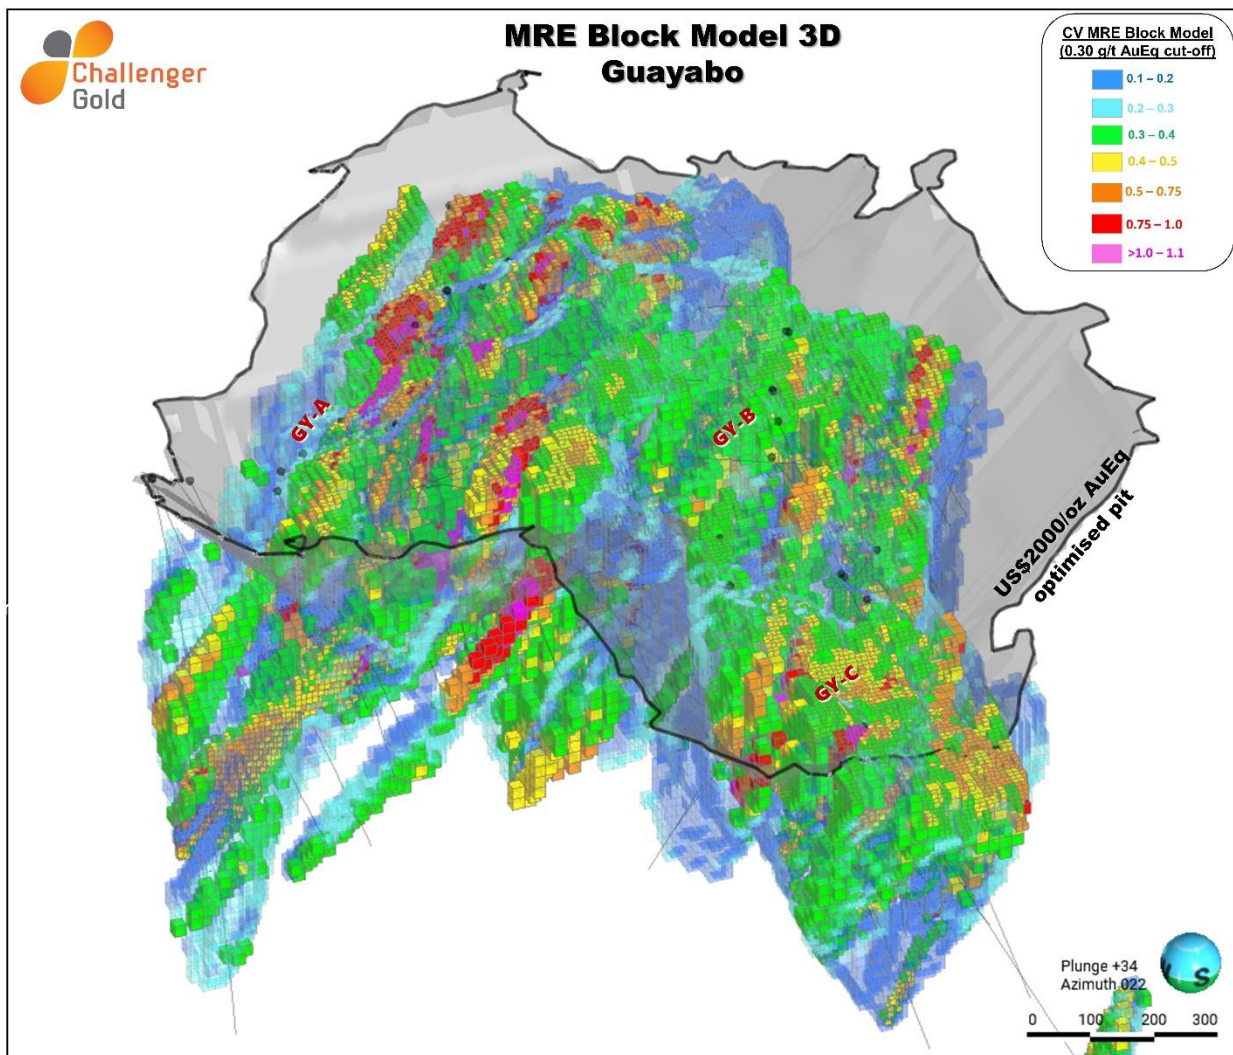 Challenger
Gold
MRE Block Model 3D
Guayabo
CV MRE Block Model
(0.30 g/t AuEq cut-off)
0.1 – 0.2
0.2 – 0.3
0.3 – 0.4
0.4 – 0.5
0.5 – 0.75
0.75 – 1.0
>1.0 – 1.1
GY-A
GY-B
US$2000/oz AuEq
optimised pit
GY-C
Plunge +34
Azimuth 022
S
0 100 200 300